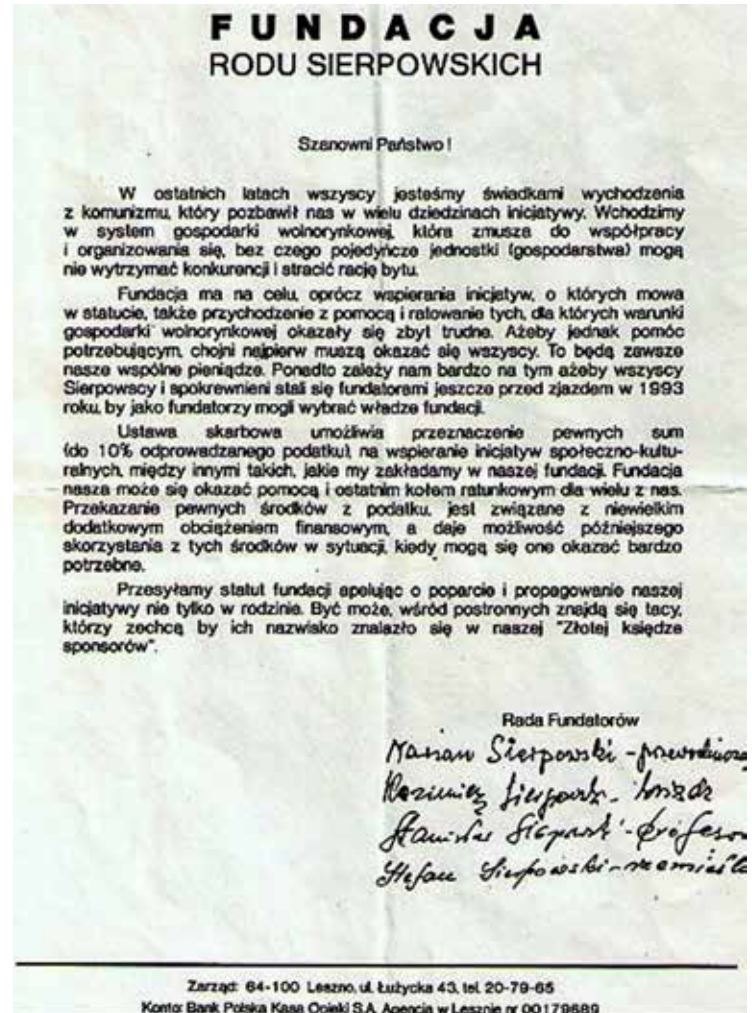 FUNDACJA
RODU SIERPOWSKICH
Szanowni Państwo !
W ostatnich latach wszyscy jesteśmy świadkami wychodzenia
z komunizmu, który pozbawił nas w wielu dziedzinach inicjatywy. Wchodzimy
w system gospodarki wolnorynkowej, która zmusza do współpracy
i organizowania się, bez czego pojedyńcze jednostki (gospodarstwa) mogą
nie wytrzymać konkurencji i stracić rację bytu.
Fundacja ma na celu, oprócz wspierania inicjatyw, o których mowa
w statucie, także przychodzenie z pomocą i ratowanie tych, dla których warunki
gospodarki wolnorynkowej okazały się zbyt trudne. Ażeby jednak pomóc
potrzebującym, chojni najpierw muszą okazać się wszyscy. To będą zawsze
nasze wspólne pieniądze. Ponadto zależy nam bardzo na tym ażeby wszyscy
Sierpowscy i spokrewnieni stali się fundatorami jeszcze przed zjazdem w 1993
roku, by jako fundatorzy mogli wybrać władze fundacji.
Ustawa skarbowa umożliwia przeznaczenie pewnych sum
(do 10% odprowadzanego podatku), na wspieranie inicjatyw społeczno-kultu-
ralnych, między innymi takich, jakie my zakładamy w naszej fundacji. Fundacja
nasza może się okazać pomocą i ostatnim kołem ratunkowym dla wielu z nas.
Przekazanie pewnych środków z podatku, jest związane z niewielkim
dodatkowym obciążeniem finansowym, a daje możliwość późniejszego
skorzystania z tych środków w sytuacji, kiedy mogą się one okazać bardzo
potrzebne.
Przesyłamy statut fundacji apelując o poparcie i propagowanie naszej
inicjatywy nie tylko w rodzinie. Być może, wśród postronnych znajdą się tacy,
którzy zechcą by ich nazwisko znalazło się w naszej "Złotej księdze
sponsorów".
Rada Fundatorów
Marian Sierpowski -
Kazimierz Sierpowski - ksiądz
Stanisław Sierpowski - profesor
Stefan Sierpowski -
Zarząd: 64-100 Leszno, ul. Łużycka 43, tel. 20-79-65
Konto: Bank Polska Kasa Opieki S.A. Agencja w Lesznie nr 00179689